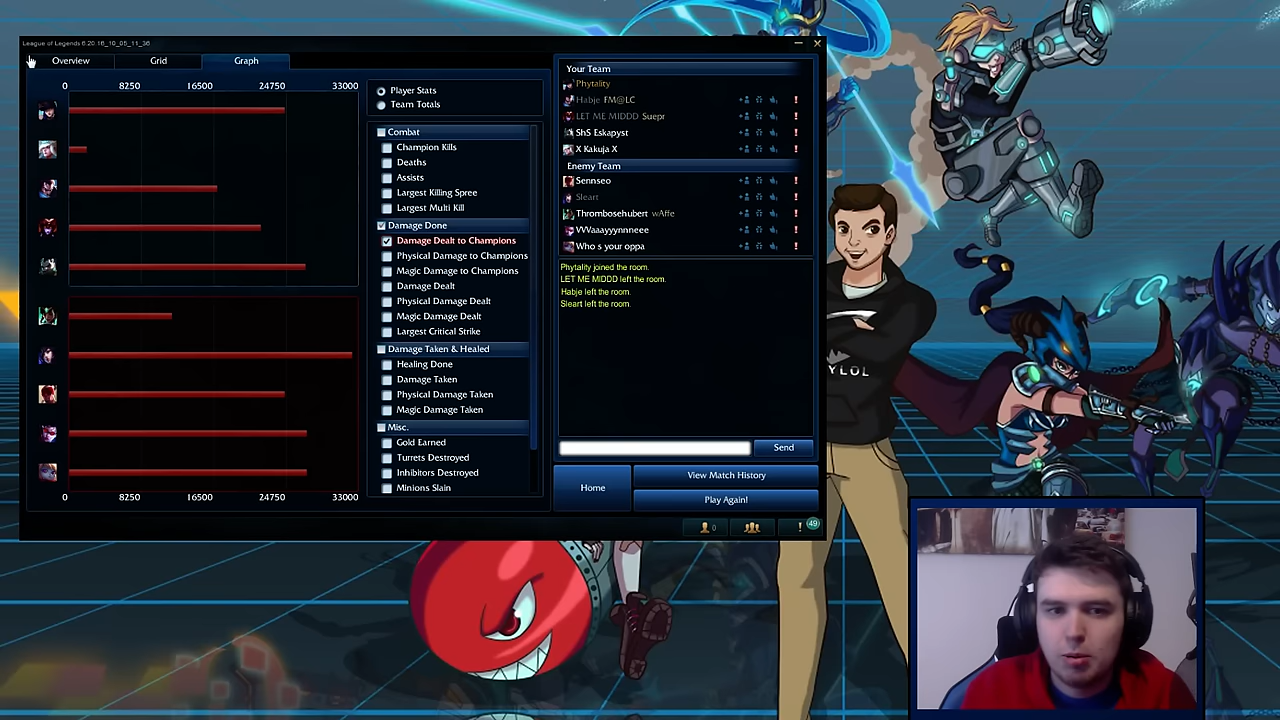 League of Legends 6.20 16_10_05_11_36
Overview
Grid
Graph
0 8250 16500 24750 33000
0 8250 16500 24750 33000
Player Stats
Team Totals
Combat
Champion Kills
Deaths
Assists
Largest Killing Spree
Largest Multi Kill
Damage Done
Damage Dealt to Champions
Physical Damage to Champions
Magic Damage to Champions
Damage Dealt
Physical Damage Dealt
Magic Damage Dealt
Largest Critical Strike
Damage Taken & Healed
Healing Done
Damage Taken
Physical Damage Taken
Magic Damage Taken
Misc.
Gold Earned
Turrets Destroyed
Inhibitors Destroyed
Minions Slain
Your Team
Phytality
Habje FM@LC
LET ME MIDDD Suepr
ShS Eskapyst
X Kakuja X
Enemy Team
Sennseo
Sleart
Thrombosehubert wAffe
VVVaaayyynnneee
Who s your oppa
Phytality joined the room.
LET ME MIDDD left the room.
Habje left the room.
Sleart left the room.
Send
Home
View Match History
Play Again!
0
49
YLOL